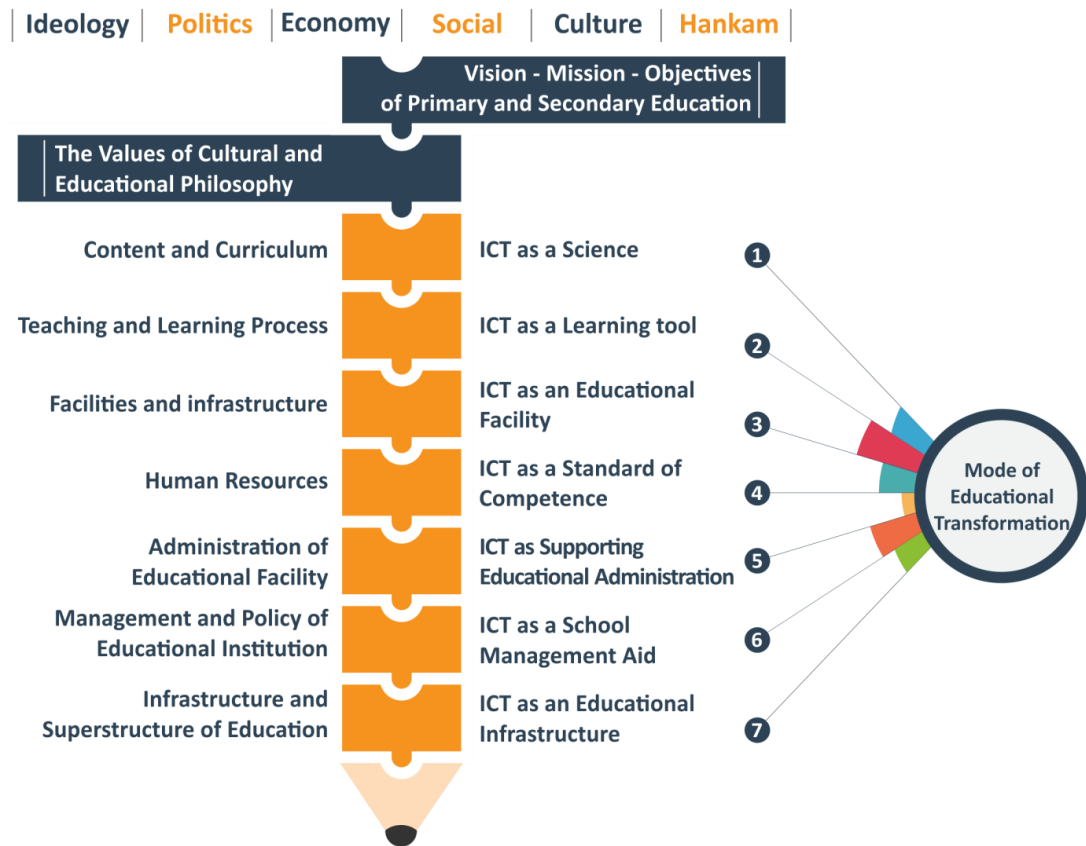 Ideology Politics Economy Social Culture Hankam
Vision - Mission - Objectives
of Primary and Secondary Education
The Values of Cultural and
Educational Philosophy
Content and Curriculum
ICT as a Science
1
Teaching and Learning Process
ICT as a Learning tool
2
Facilities and infrastructure
ICT as an Educational
Facility
3
Human Resources
ICT as a Standard of
Competence
4
Administration of
Educational Facility
ICT as Supporting
Educational Administration
5
Management and Policy of
Educational Institution
ICT as a School
Management Aid
6
Infrastructure and
Superstructure of Education
ICT as an Educational
Infrastructure
7
Mode of
Educational
Transformation